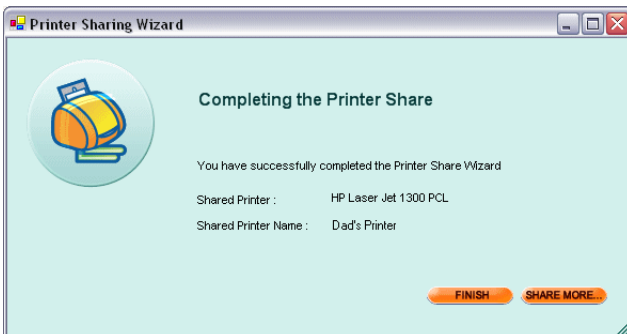 Printer Sharing Wizard
Completing the Printer Share
You have successfully completed the Printer Share Wizard
Shared Printer : HP Laser Jet 1300 PCL
Shared Printer Name : Dad's Printer
FINISH SHARE MORE...